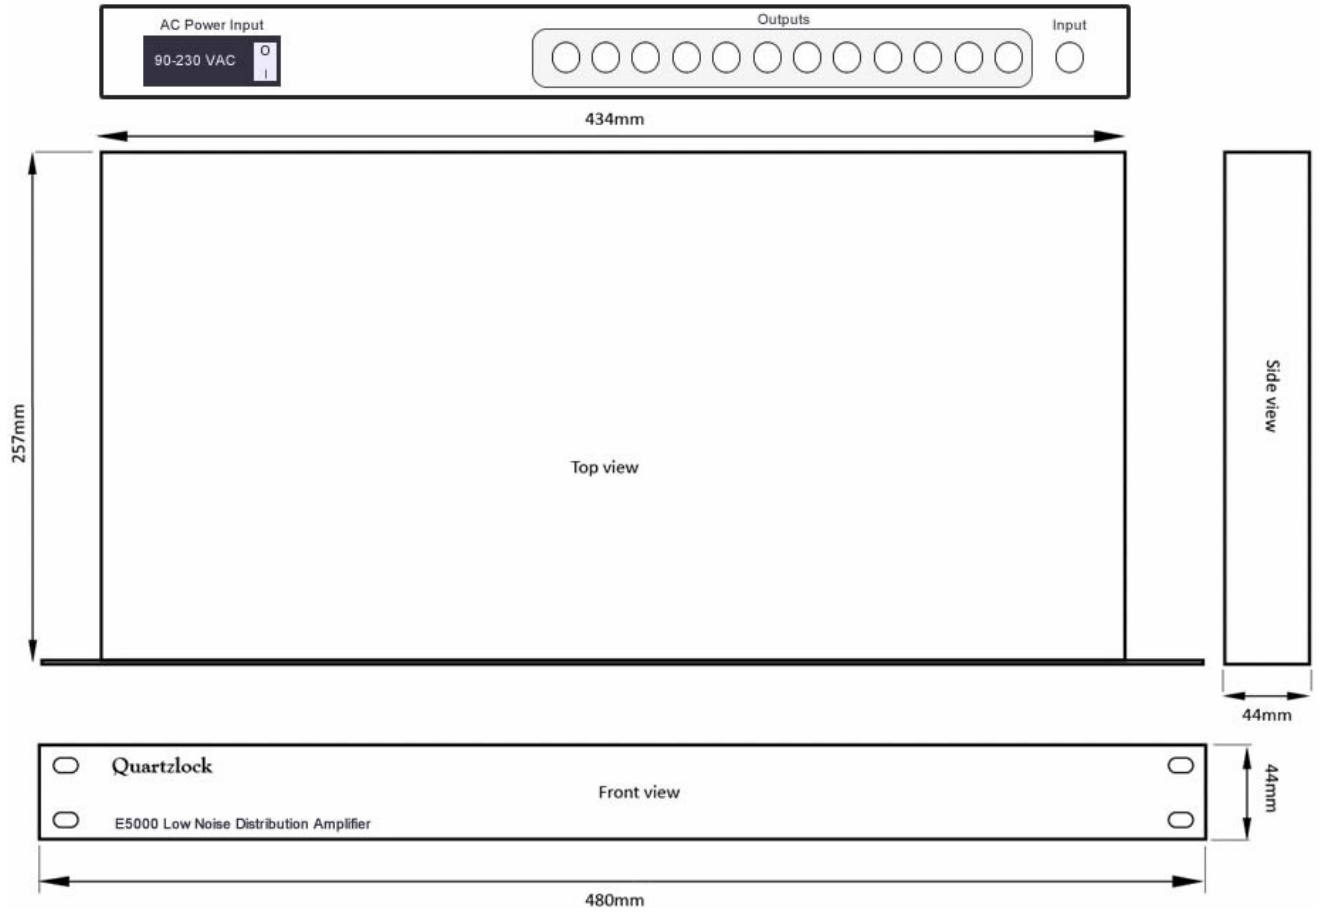 AC Power Input
90-230 VAC
O
I
Outputs
Input
434mm
257mm
Top view
Side view
44mm
Quartzlock
Front view
E5000 Low Noise Distribution Amplifier
44mm
480mm